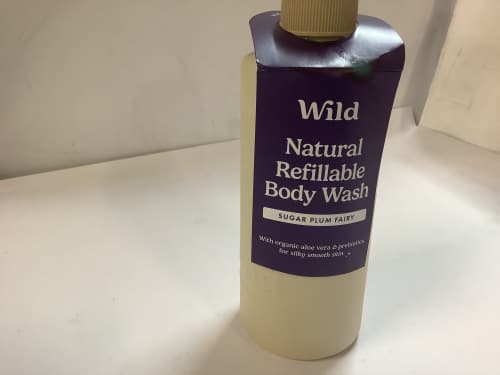 Wild
Natural
Refillable
Body Wash
SUGAR PLUM FAIRY
With organic aloe vera & prebiotics
for silky smooth skin.